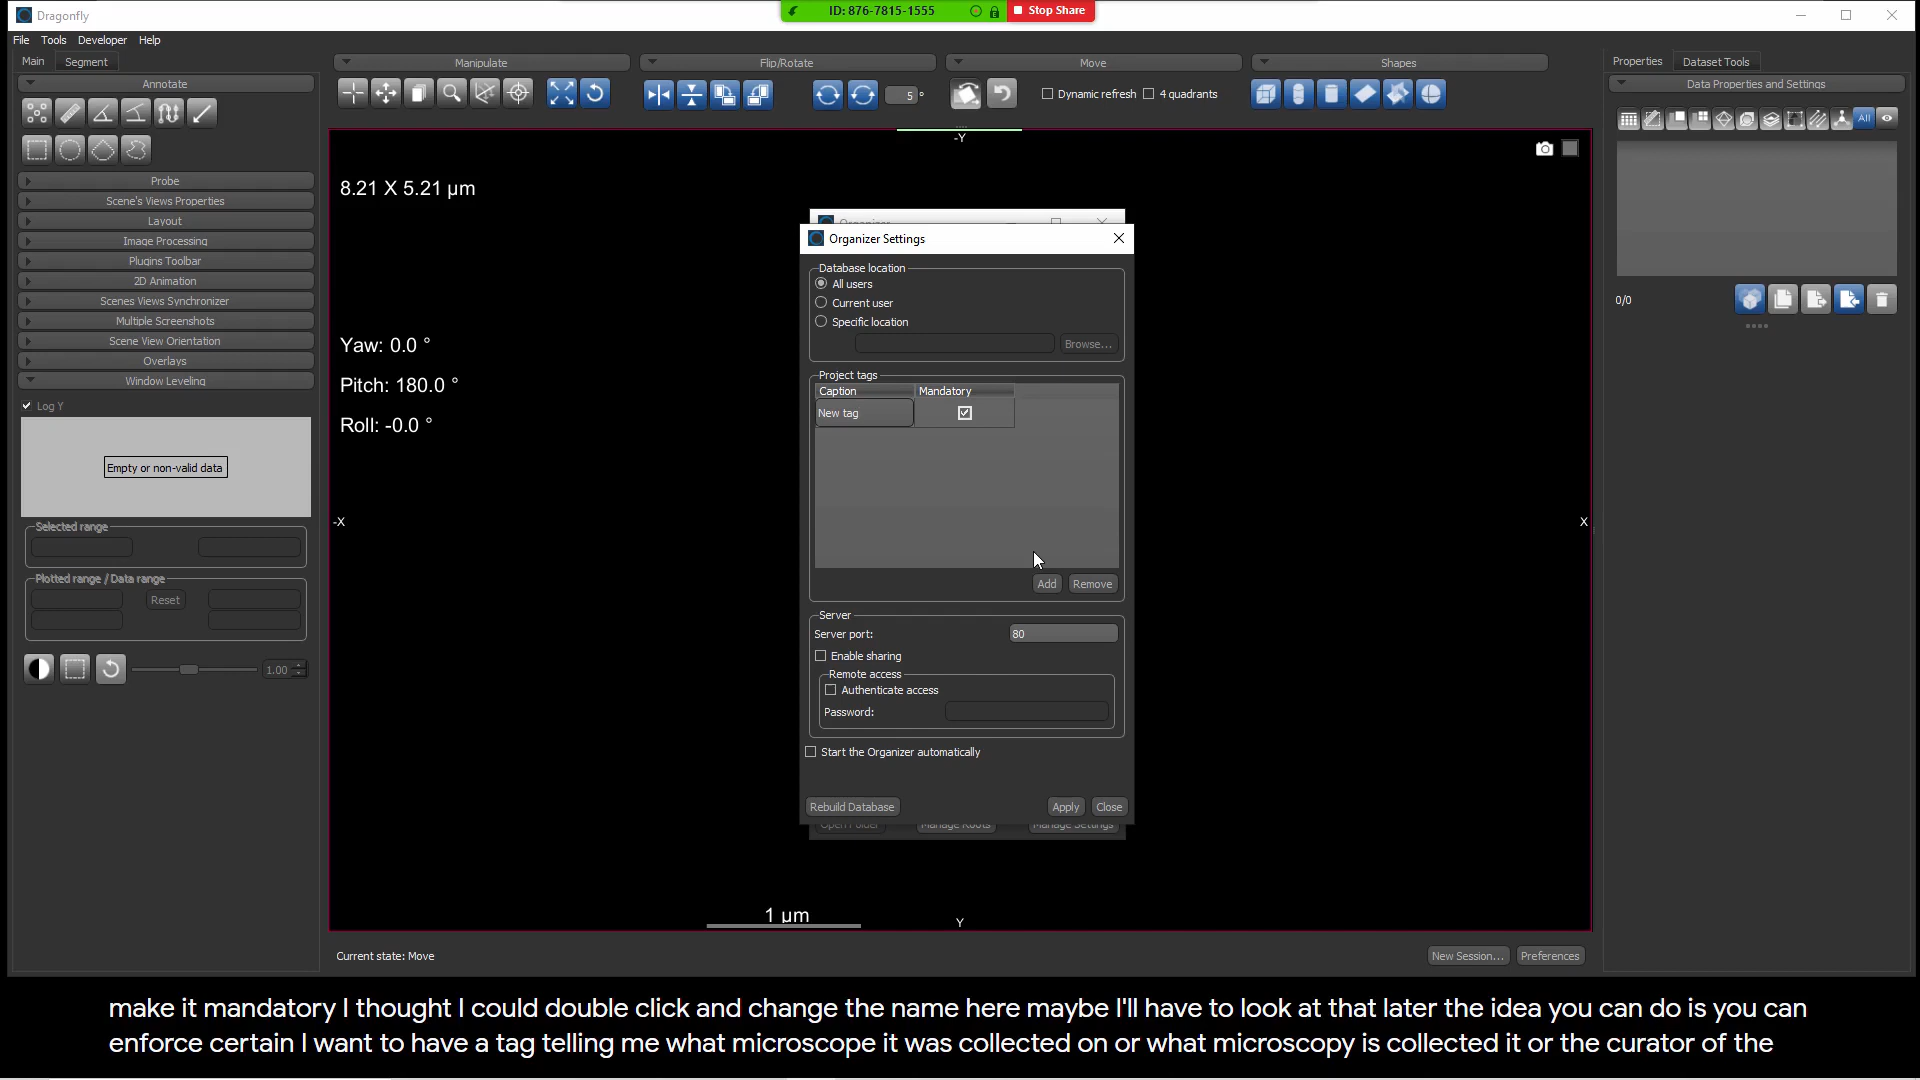 Dragonfly
ID: 876-7815-1555
Stop Share
File Tools Developer Help
Main Segment
Annotate
Probe
Scene's Views Properties
Layout
Image Processing
Plugins Toolbar
2D Animation
Scenes Views Synchronizer
Multiple Screenshots
Scene View Orientation
Overlays
Window Leveling
Log Y
Empty or non-valid data
Selected range
Plotted range / Data range
Reset
1.00
Manipulate
Flip/Rotate
Move
Shapes
5 °
Dynamic refresh
4 quadrants
-Y
8.21 X 5.21 µm
Yaw: 0.0 °
Pitch: 180.0 °
Roll: -0.0 °
-X
X
1 µm
Y
Organizer
Organizer Settings
Database location
All users
Current user
Specific location
Browse...
Project tags
Caption Mandatory
New tag
Add Remove
Server
Server port: 80
Enable sharing
Remote access
Authenticate access
Password:
Start the Organizer automatically
Rebuild Database Apply Close
Open Folder Manage Roots Manage Settings
Properties Dataset Tools
Data Properties and Settings
All
0/0
Current state: Move
New Session... Preferences
make it mandatory I thought I could double click and change the name here maybe I'll have to look at that later the idea you can do is you can
enforce certain I want to have a tag telling me what microscope it was collected on or what microscopy is collected it or the curator of the